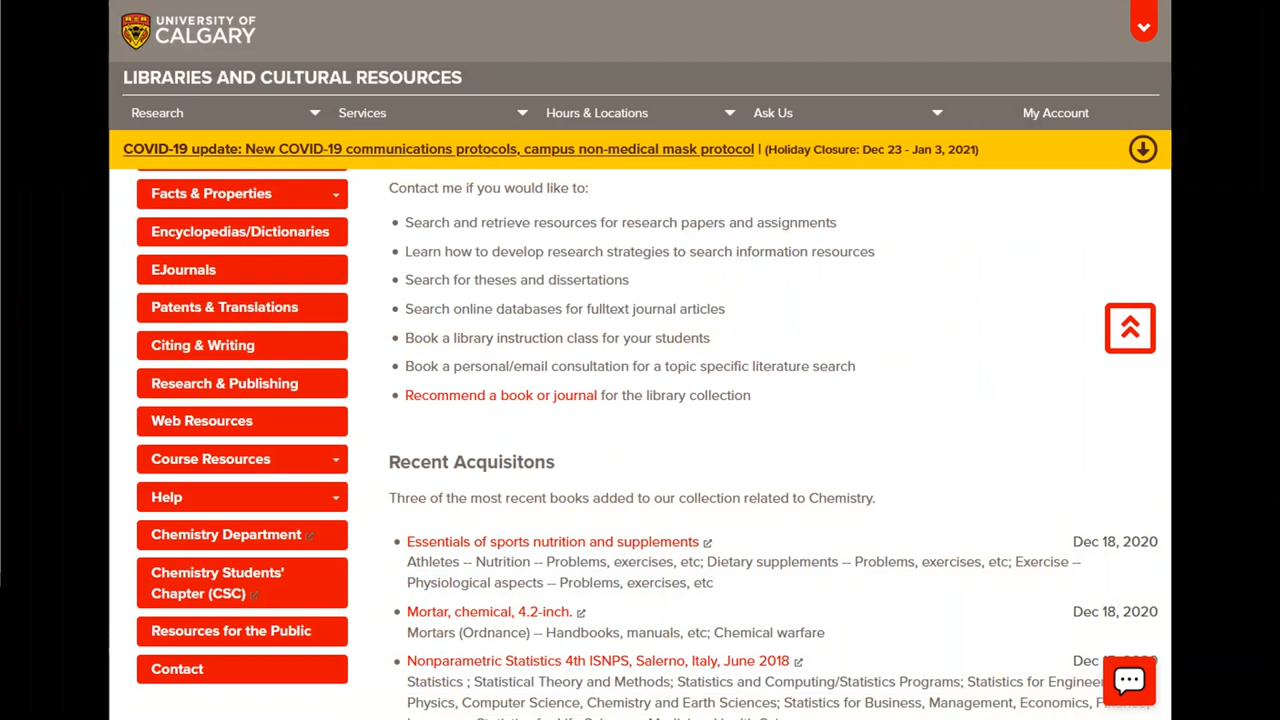 UNIVERSITY OF
CALGARY
LIBRARIES AND CULTURAL RESOURCES
Research Services Hours & Locations Ask Us My Account
COVID-19 update: New COVID-19 communications protocols, campus non-medical mask protocol | (Holiday Closure: Dec 23 - Jan 3, 2021)
Facts & Properties
Encyclopedias/Dictionaries
EJournals
Patents & Translations
Citing & Writing
Research & Publishing
Web Resources
Course Resources
Help
Chemistry Department
Chemistry Students'
Chapter (CSC)
Resources for the Public
Contact
Contact me if you would like to:
• Search and retrieve resources for research papers and assignments
• Learn how to develop research strategies to search information resources
• Search for theses and dissertations
• Search online databases for fulltext journal articles
• Book a library instruction class for your students
• Book a personal/email consultation for a topic specific literature search
• Recommend a book or journal for the library collection
Recent Acquisitons
Three of the most recent books added to our collection related to Chemistry.
• Essentials of sports nutrition and supplements Dec 18, 2020
Athletes -- Nutrition -- Problems, exercises, etc; Dietary supplements -- Problems, exercises, etc; Exercise --
Physiological aspects -- Problems, exercises, etc
• Mortar, chemical, 4.2-inch. Dec 18, 2020
Mortars (Ordnance) -- Handbooks, manuals, etc; Chemical warfare
• Nonparametric Statistics 4th ISNPS, Salerno, Italy, June 2018 Dec
Statistics ; Statistical Theory and Methods; Statistics and Computing/Statistics Programs; Statistics for
Physics, Computer Science, Chemistry and Earth Sciences; Statistics for Business, Management, Economics,